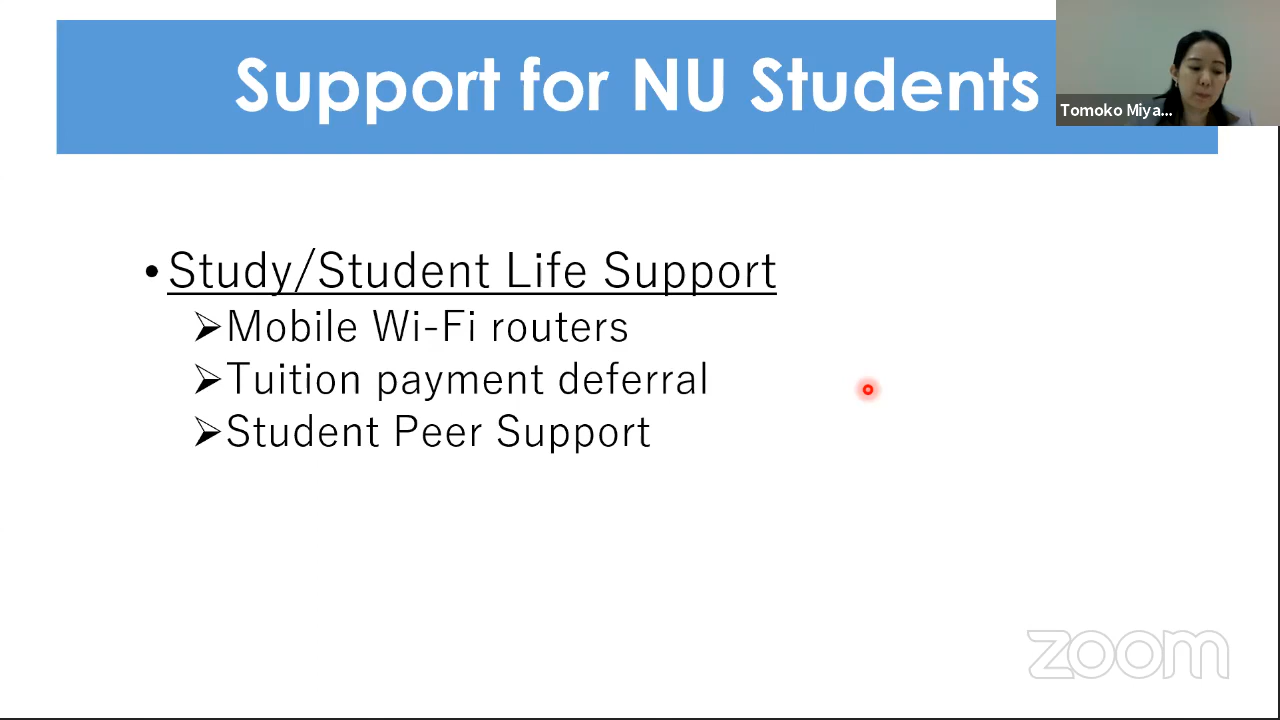 Support for NU Students
Tomoko Miya...
• Study/Student Life Support
➢Mobile Wi-Fi routers
➢Tuition payment deferral
➢Student Peer Support
zoom